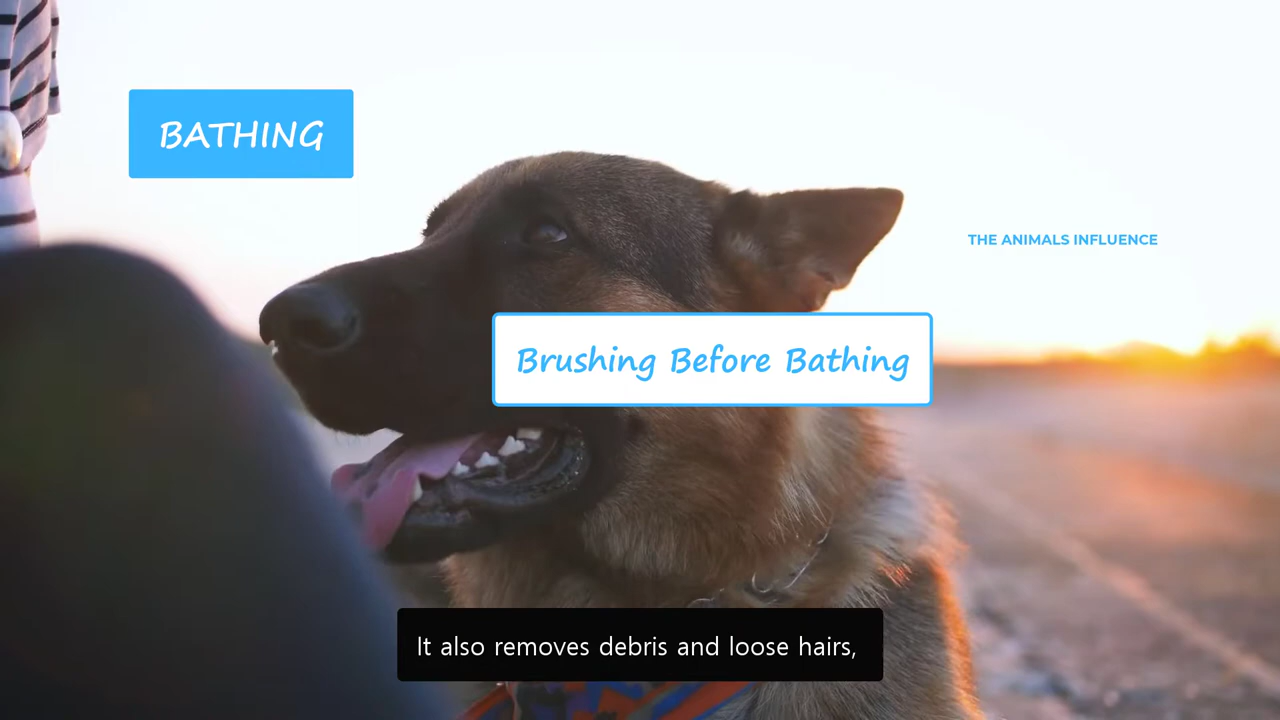 BATHING
THE ANIMALS INFLUENCE
Brushing Before Bathing
It also removes debris and loose hairs,